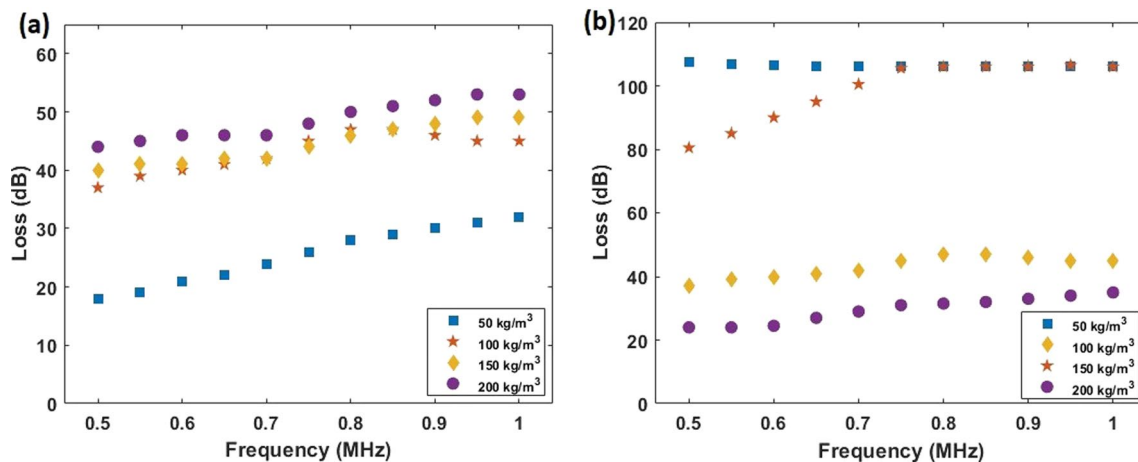 (a)
60
50
40
30
20
10
0
Loss (dB)
0.5 0.6 0.7 0.8 0.9 1
Frequency (MHz)
50 kg/m³
100 kg/m³
150 kg/m³
200 kg/m³
(b)
120
100
80
60
40
20
0
Loss (dB)
0.5 0.6 0.7 0.8 0.9 1
Frequency (MHz)
50 kg/m³
100 kg/m³
150 kg/m³
200 kg/m³